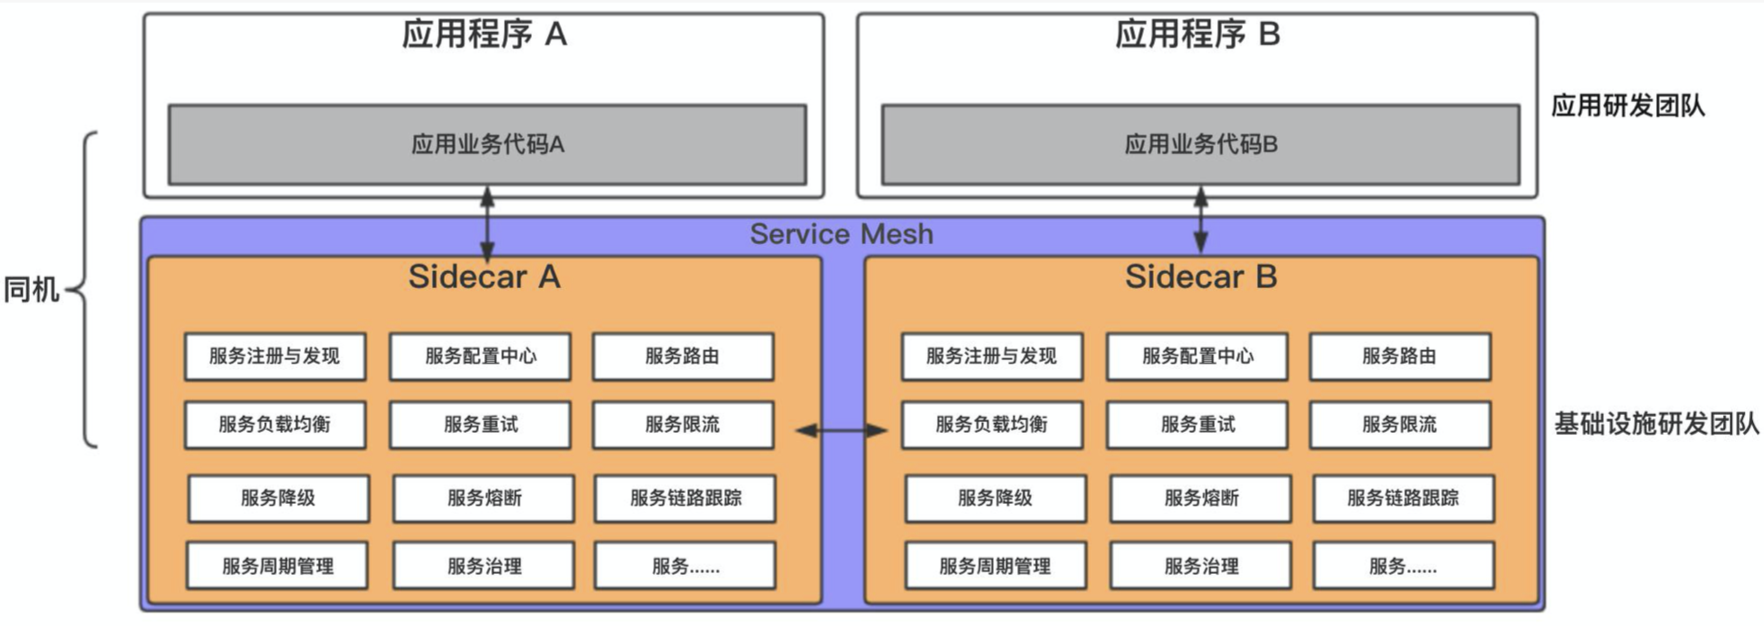 应用程序 A
应用程序 B
应用业务代码A
应用业务代码B
应用研发团队
同机
Service Mesh
Sidecar A
服务注册与发现
服务配置中心
服务路由
服务负载均衡
服务重试
服务限流
服务降级
服务熔断
服务链路跟踪
服务周期管理
服务治理
服务......
Sidecar B
服务注册与发现
服务配置中心
服务路由
服务负载均衡
服务重试
服务限流
服务降级
服务熔断
服务链路跟踪
服务周期管理
服务治理
服务......
基础设施研发团队